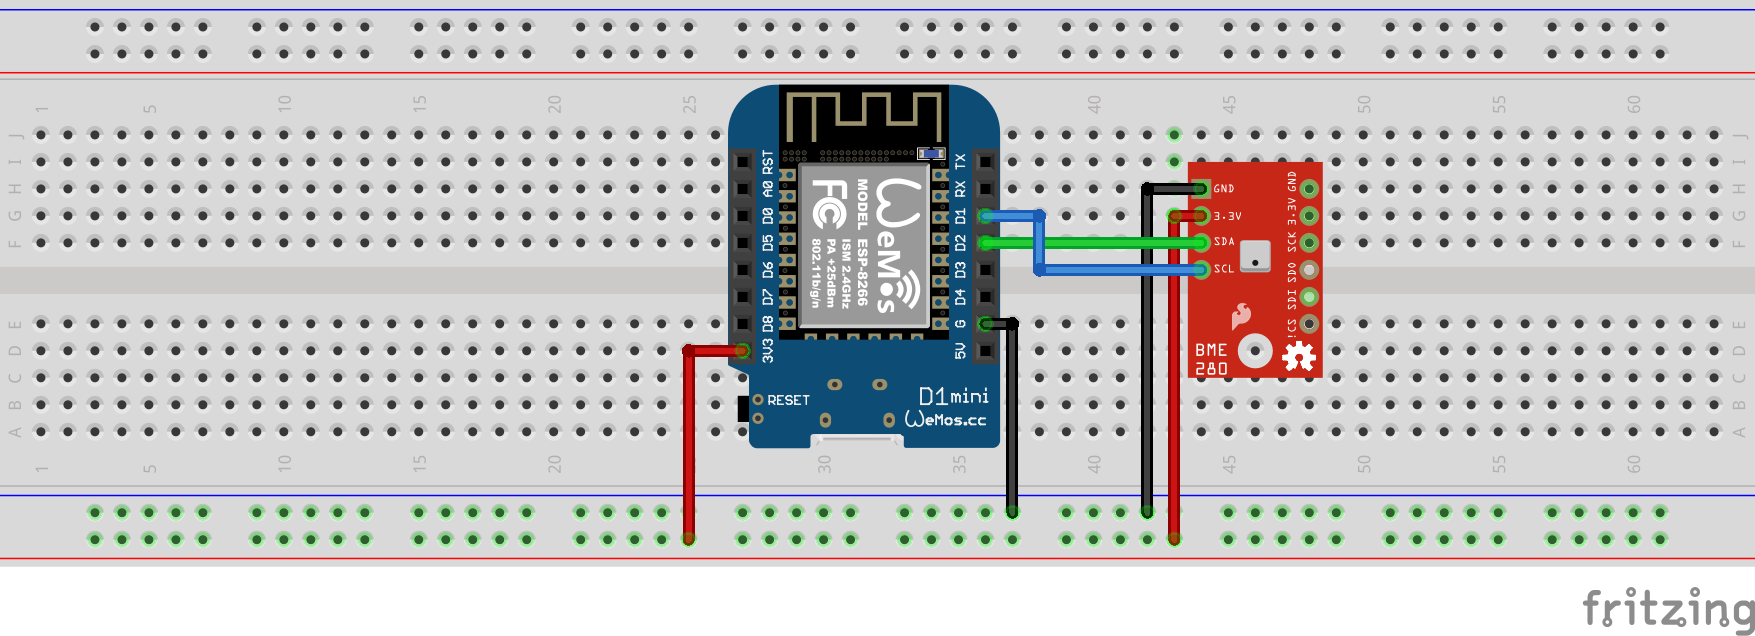 1 5 10 15 20 25 40 45 50 55 60
J J
I I
H H
G G
F F
E E
D D
C C
B B
A A
1 5 10 15 20 30 35 40 45 50 55 60
RST
A0
D0
D5
D6
D7
D8
3V3
TX
RX
D1
D2
D3
D4
G
5V
WeMos
MODEL ESP-8266
ISM 2.4GHz
PA +25dBm
802.11b/g/n
FC
RESET
D1mini
WeMos.cc
GND
3.3V
SDA
SCL
GND
3.3V
SCK
SDO
SDI
CS
BME
280
fritzing